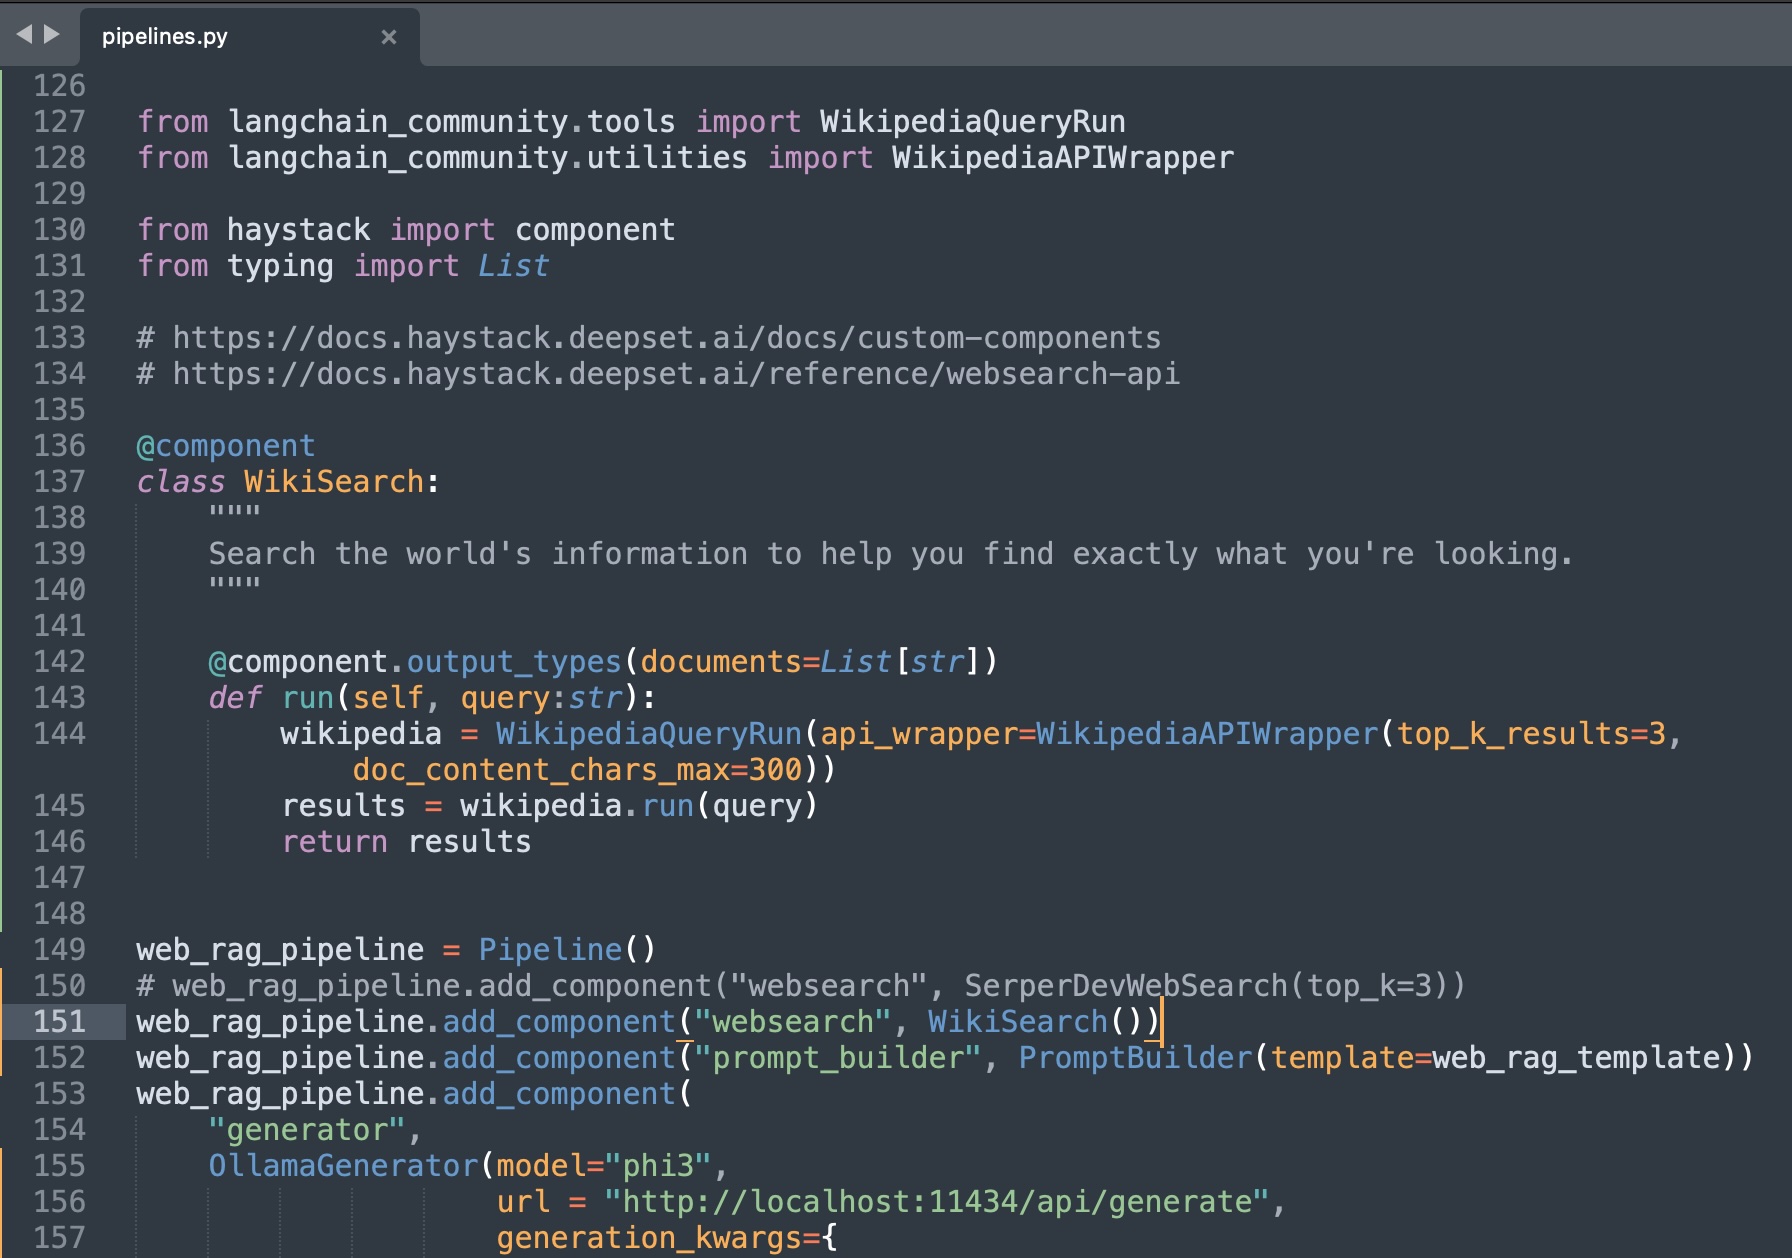 pipelines.py ×
126
127 from langchain_community.tools import WikipediaQueryRun
128 from langchain_community.utilities import WikipediaAPIWrapper
129
130 from haystack import component
131 from typing import List
132
133 # https://docs.haystack.deepset.ai/docs/custom-components
134 # https://docs.haystack.deepset.ai/reference/websearch-api
135
136 @component
137 class WikiSearch:
138     """
139     Search the world's information to help you find exactly what you're looking.
140     """
141
142     @component.output_types(documents=List[str])
143     def run(self, query:str):
144         wikipedia = WikipediaQueryRun(api_wrapper=WikipediaAPIWrapper(top_k_results=3,
            doc_content_chars_max=300))
145         results = wikipedia.run(query)
146         return results
147
148
149 web_rag_pipeline = Pipeline()
150 # web_rag_pipeline.add_component("websearch", SerperDevWebSearch(top_k=3))
151 web_rag_pipeline.add_component("websearch", WikiSearch())
152 web_rag_pipeline.add_component("prompt_builder", PromptBuilder(template=web_rag_template))
153 web_rag_pipeline.add_component(
154     "generator",
155     OllamaGenerator(model="phi3",
156                     url = "http://localhost:11434/api/generate",
157                     generation_kwargs={